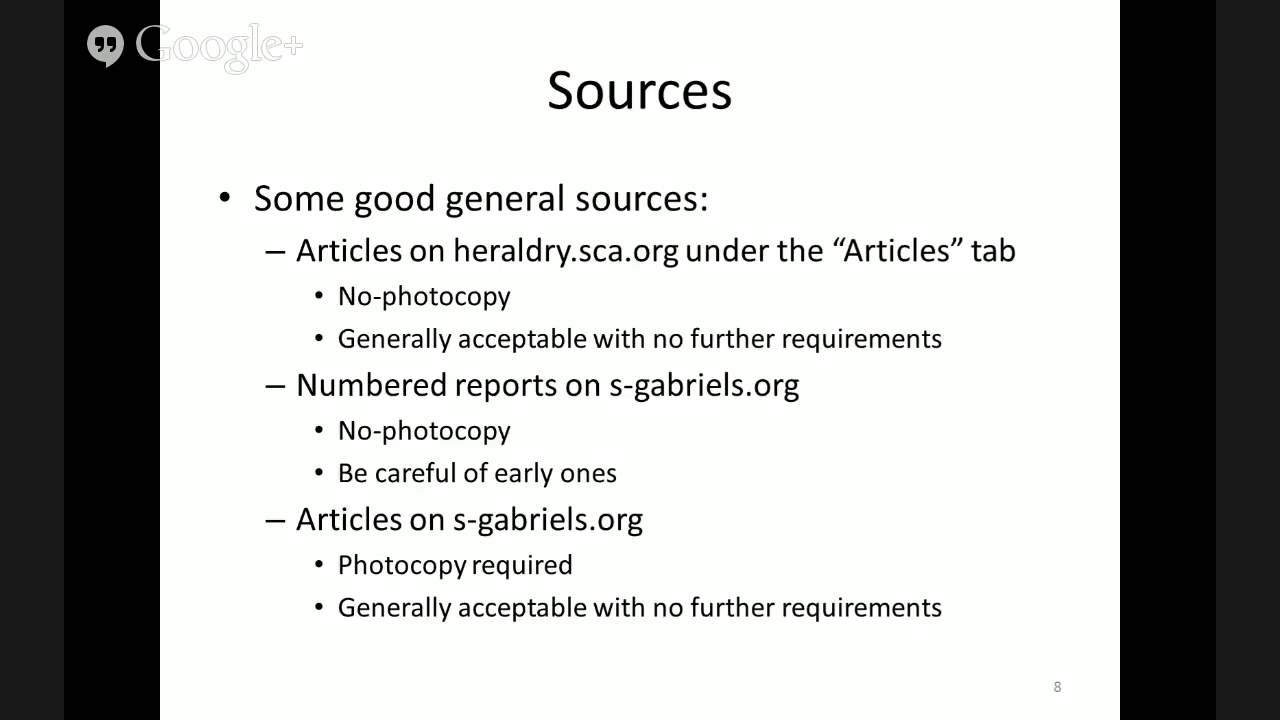 Google+
Sources
• Some good general sources:
– Articles on heraldry.sca.org under the “Articles” tab
• No-photocopy
• Generally acceptable with no further requirements
– Numbered reports on s-gabriels.org
• No-photocopy
• Be careful of early ones
– Articles on s-gabriels.org
• Photocopy required
• Generally acceptable with no further requirements
8